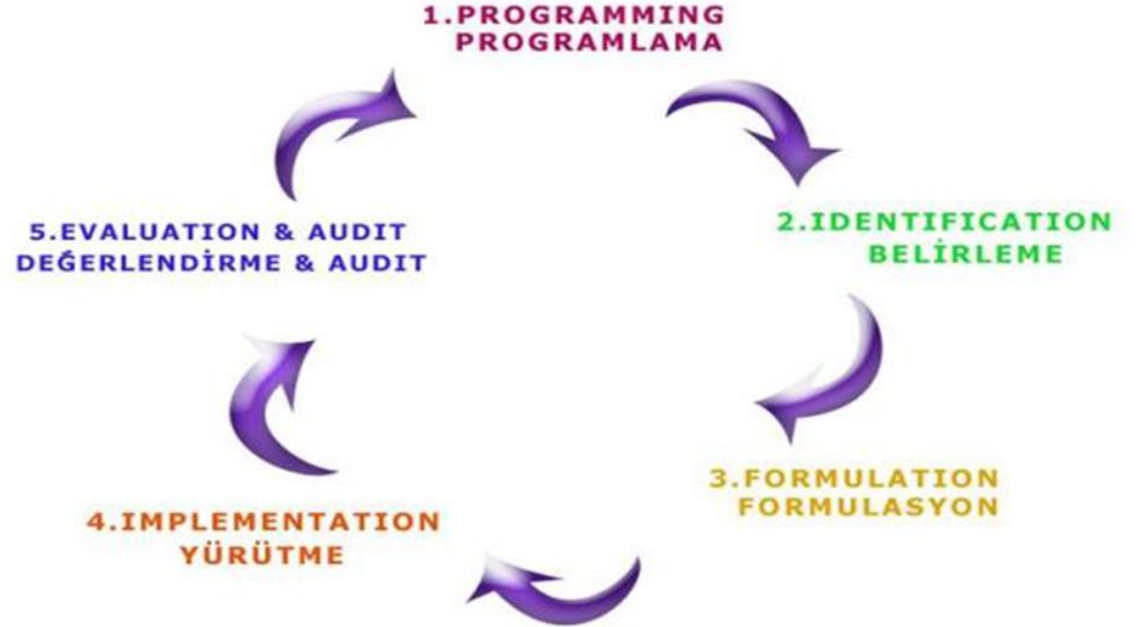 1.PROGRAMMING
PROGRAMLAMA
2.IDENTIFICATION
BELİRLEME
3.FORMULATION
FORMULASYON
4.IMPLEMENTATION
YÜRÜTME
5.EVALUATION & AUDIT
DEĞERLENDİRME & AUDIT